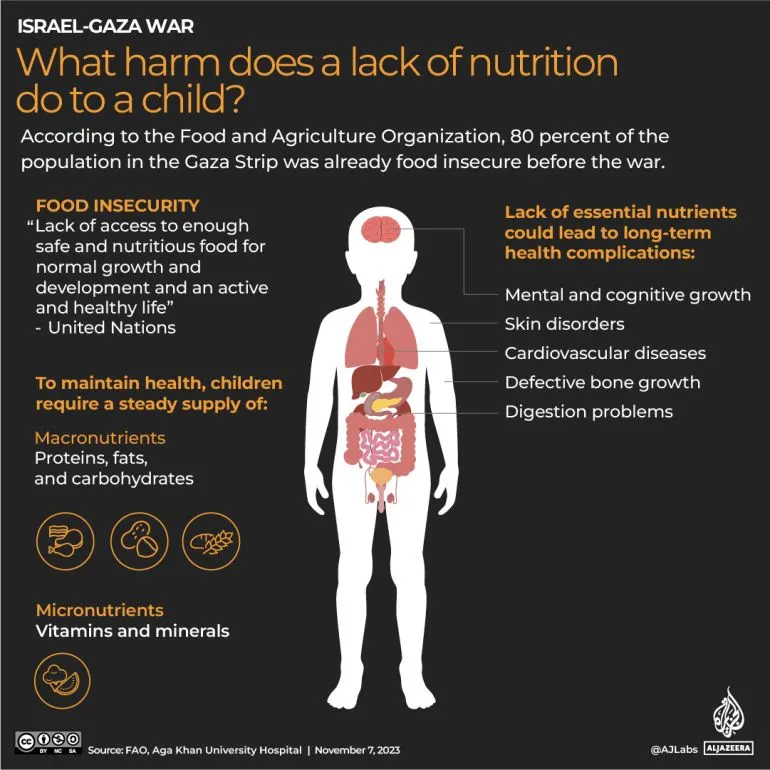 ISRAEL-GAZA WAR
What harm does a lack of nutrition
do to a child?
According to the Food and Agriculture Organization, 80 percent of the
population in the Gaza Strip was already food insecure before the war.
FOOD INSECURITY
“Lack of access to enough
safe and nutritious food for
normal growth and
development and an active
and healthy life”
- United Nations
To maintain health, children
require a steady supply of:
Macronutrients
Proteins, fats,
and carbohydrates
Micronutrients
Vitamins and minerals
Lack of essential nutrients
could lead to long-term
health complications:
Mental and cognitive growth
Skin disorders
Cardiovascular diseases
Defective bone growth
Digestion problems
CC BY NC SA
Source: FAO, Aga Khan University Hospital | November 7, 2023
@AJLabs
ALJAZEERA